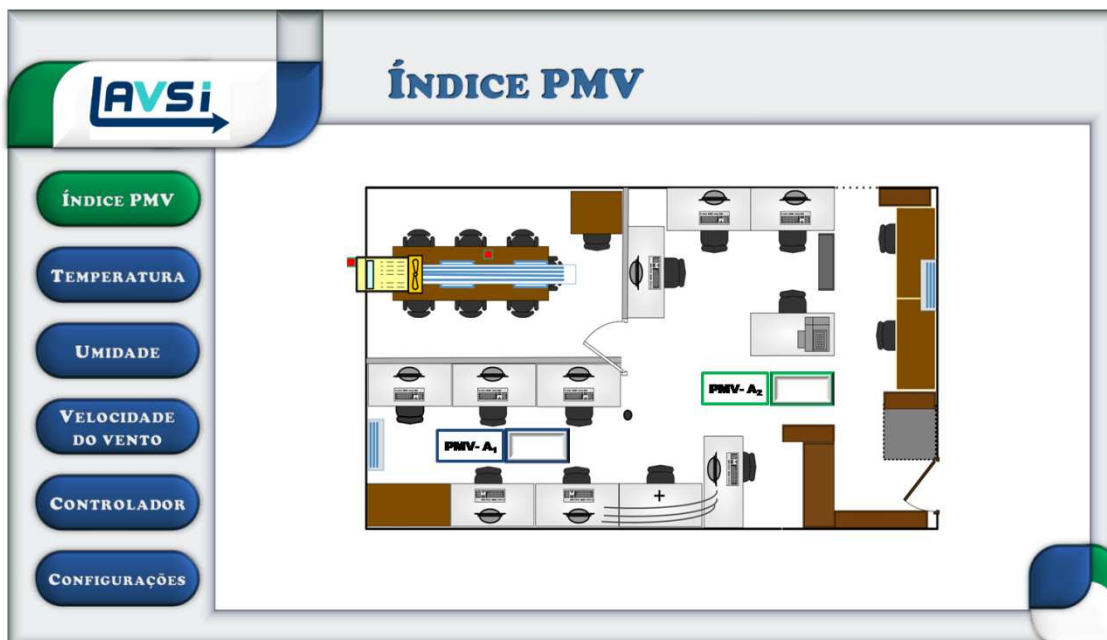 LAVSI
ÍNDICE PMV
ÍNDICE PMV
TEMPERATURA
UMIDADE
VELOCIDADE
DO VENTO
CONTROLADOR
CONFIGURAÇÕES
PMV- A₂
PMV- A₁